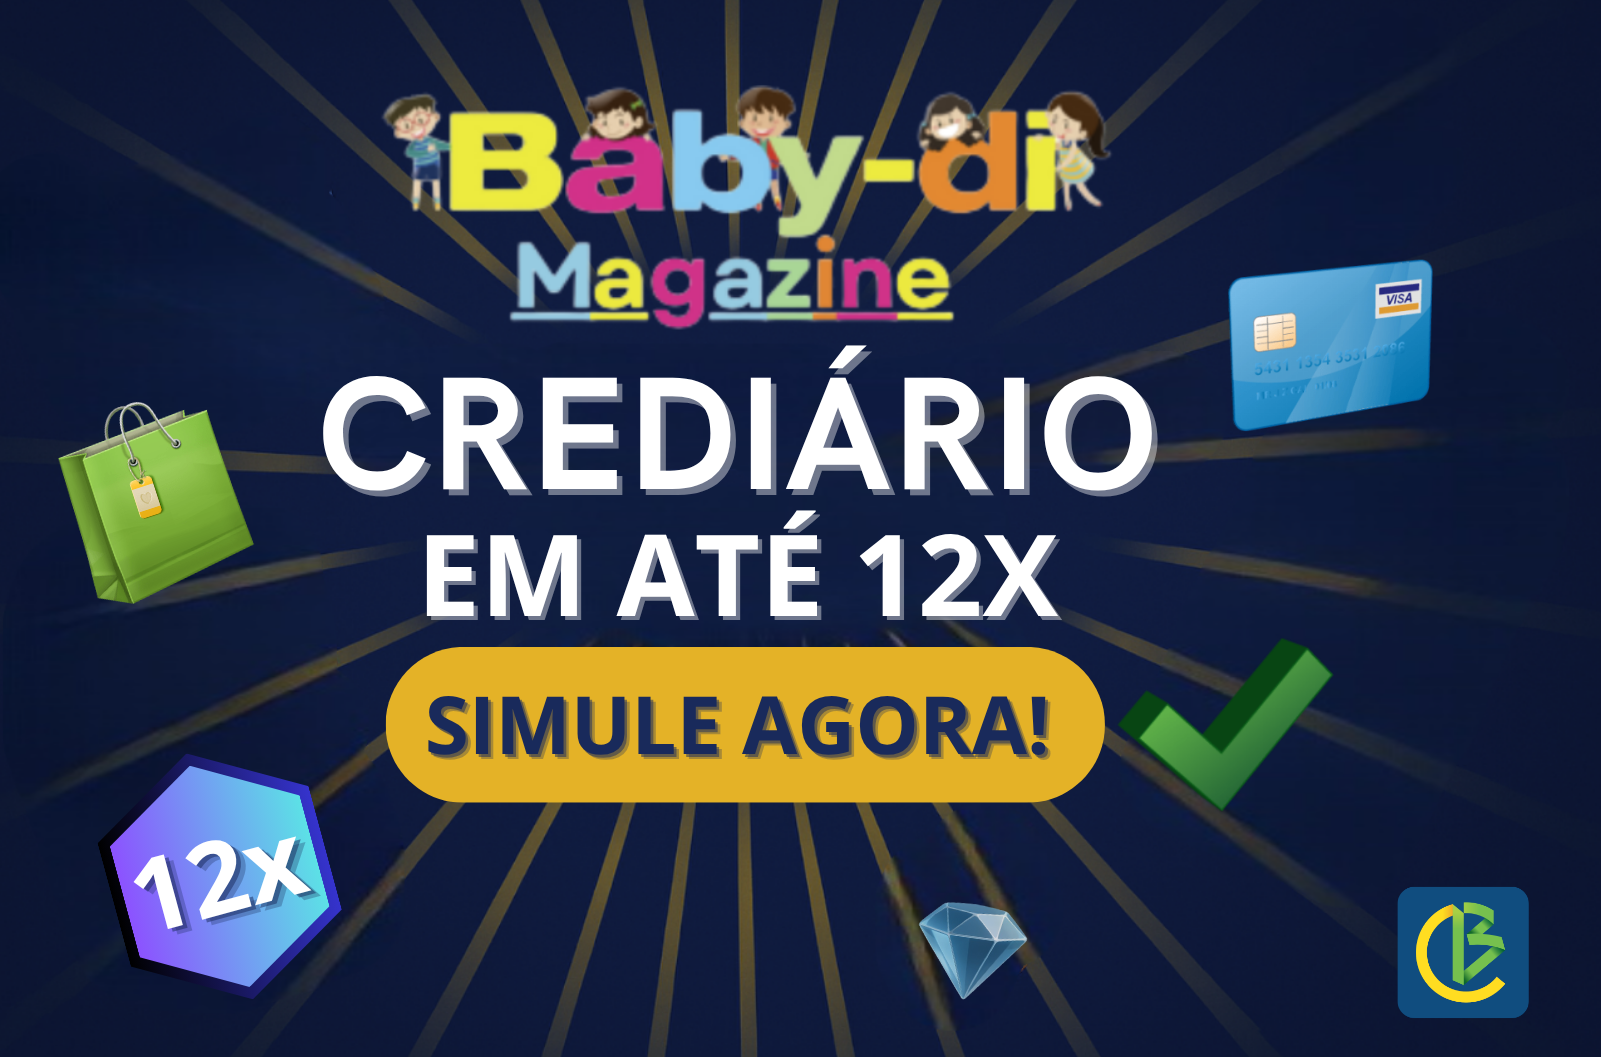 Baby-di
Magazine
VISA
CREDIÁRIO
EM ATÉ 12X
SIMULE AGORA!
12x